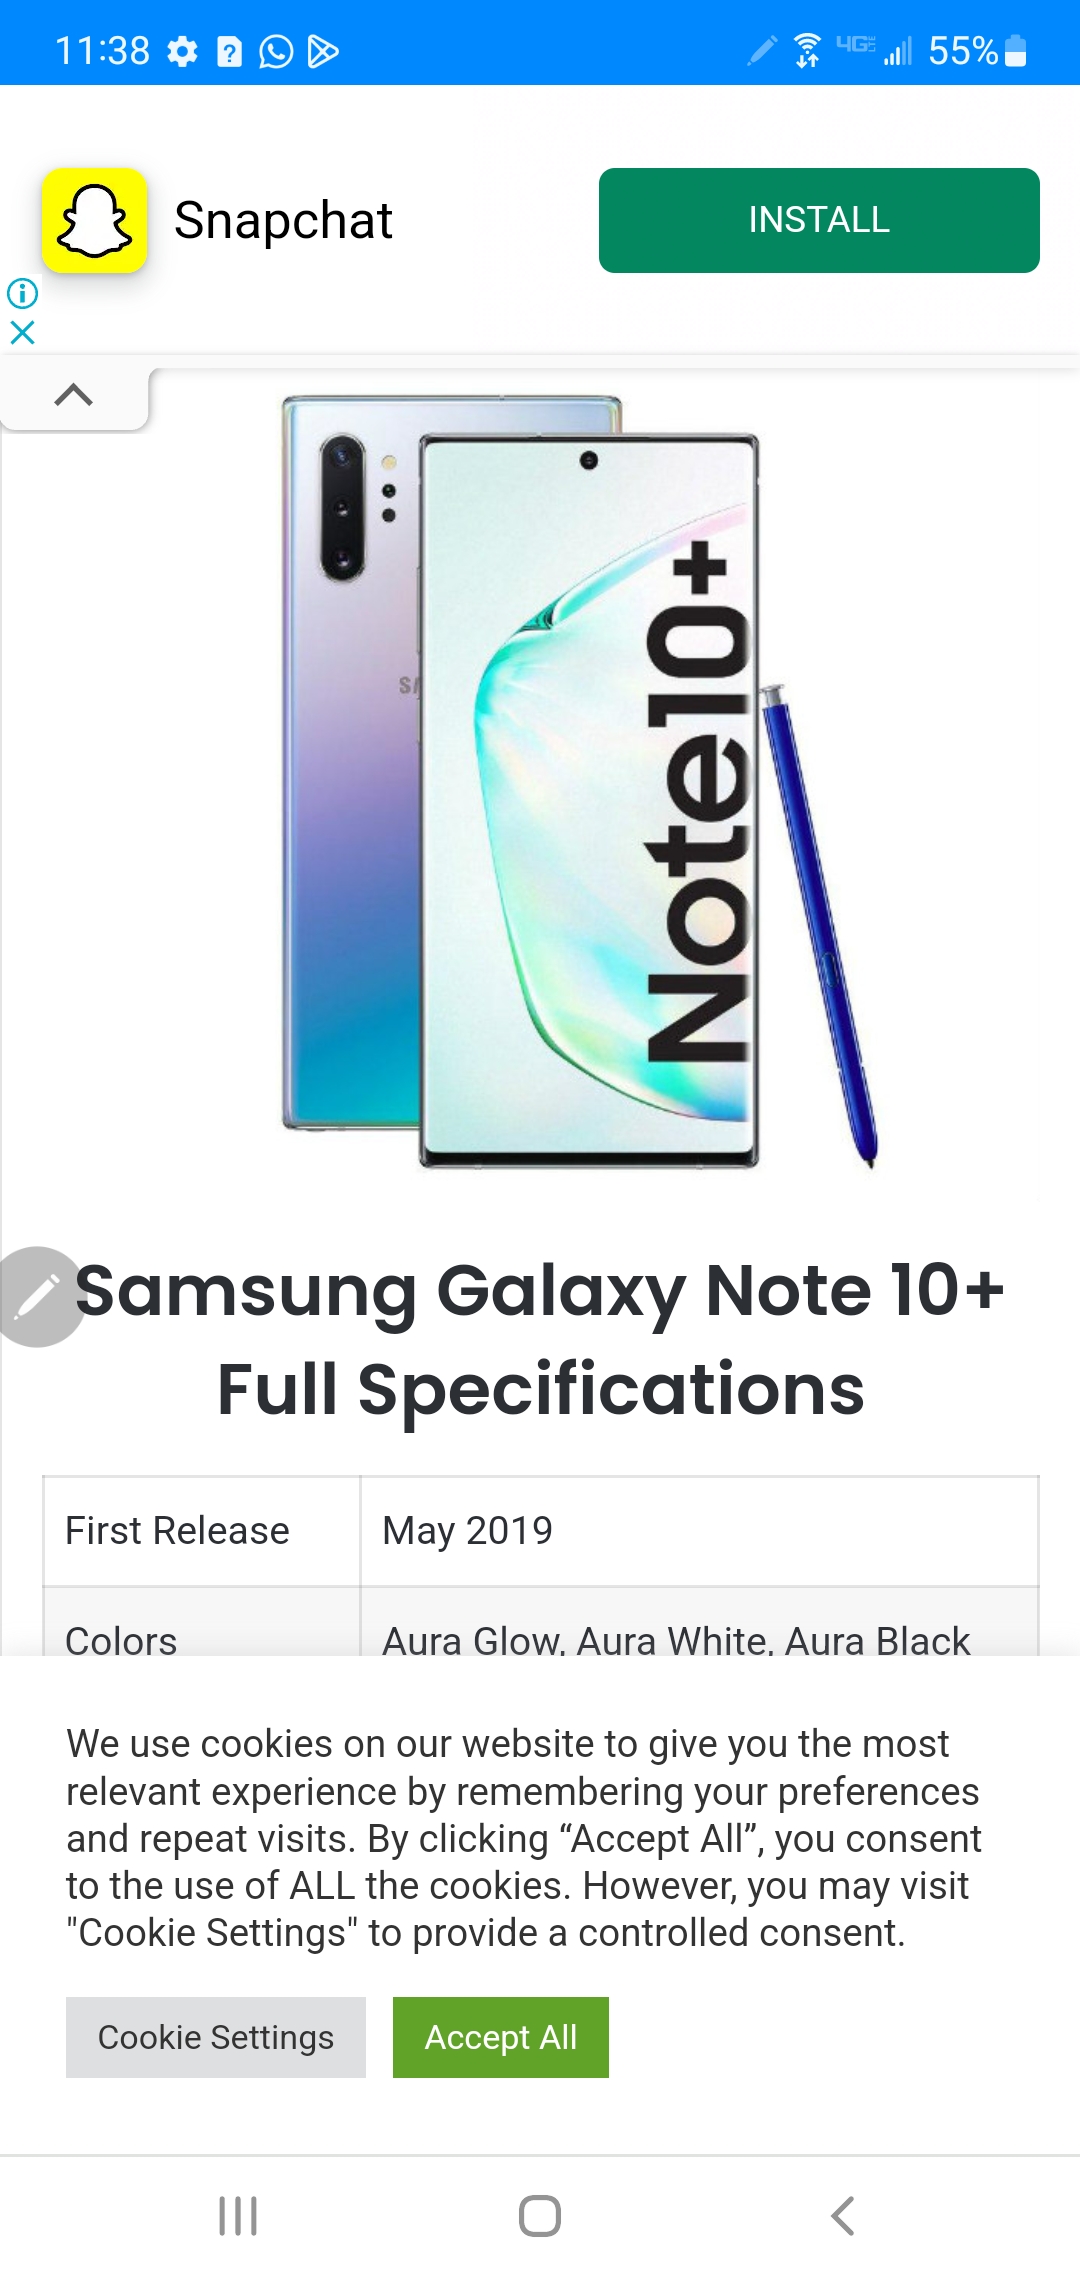 11:38 4GE 55%
Snapchat
INSTALL
SA
Note10+
Samsung Galaxy Note 10+
Full Specifications
First Release May 2019
Colors Aura Glow, Aura White, Aura Black
We use cookies on our website to give you the most
relevant experience by remembering your preferences
and repeat visits. By clicking “Accept All”, you consent
to the use of ALL the cookies. However, you may visit
"Cookie Settings" to provide a controlled consent.
Cookie Settings Accept All